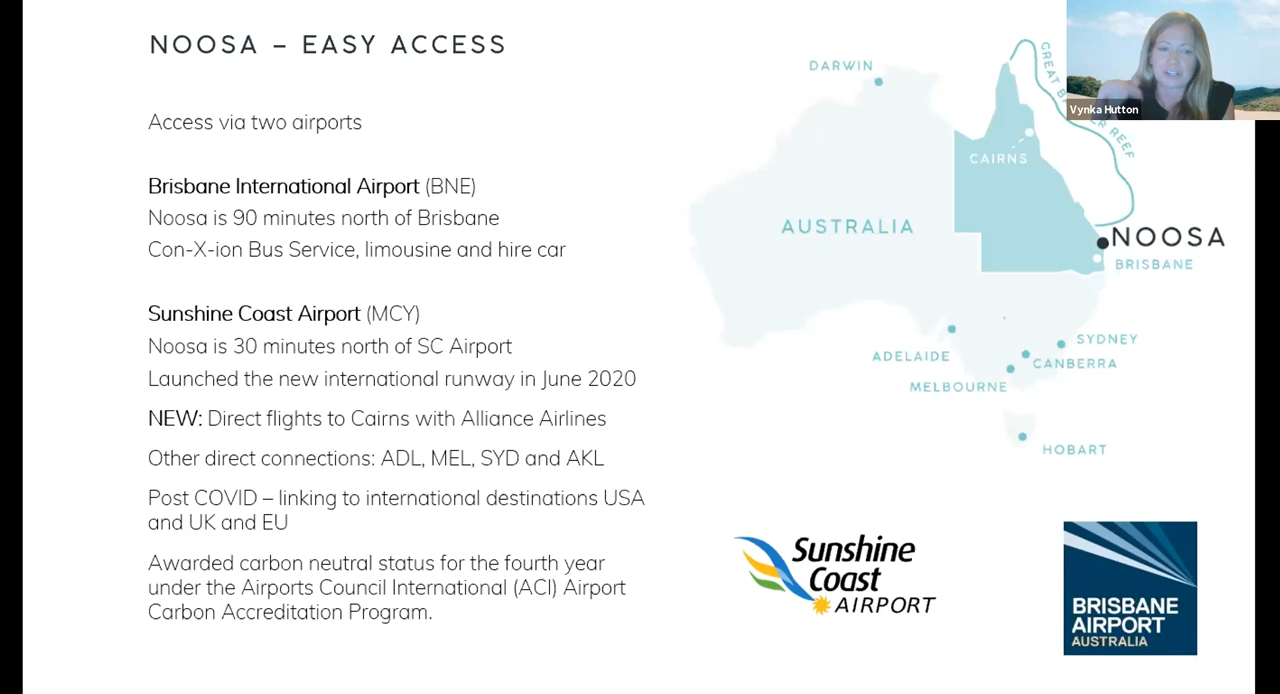 NOOSA – EASY ACCESS
Access via two airports
Brisbane International Airport (BNE)
Noosa is 90 minutes north of Brisbane
Con-X-ion Bus Service, limousine and hire car
Sunshine Coast Airport (MCY)
Noosa is 30 minutes north of SC Airport
Launched the new international runway in June 2020
NEW: Direct flights to Cairns with Alliance Airlines
Other direct connections: ADL, MEL, SYD and AKL
Post COVID – linking to international destinations USA
and UK and EU
Awarded carbon neutral status for the fourth year
under the Airports Council International (ACI) Airport
Carbon Accreditation Program.
DARWIN
GREAT
REEF
Vynka Hutton
CAIRNS
AUSTRALIA
NOOSA
BRISBANE
SYDNEY
ADELAIDE
CANBERRA
MELBOURNE
HOBART
Sunshine
Coast
AIRPORT
BRISBANE
AIRPORT
AUSTRALIA